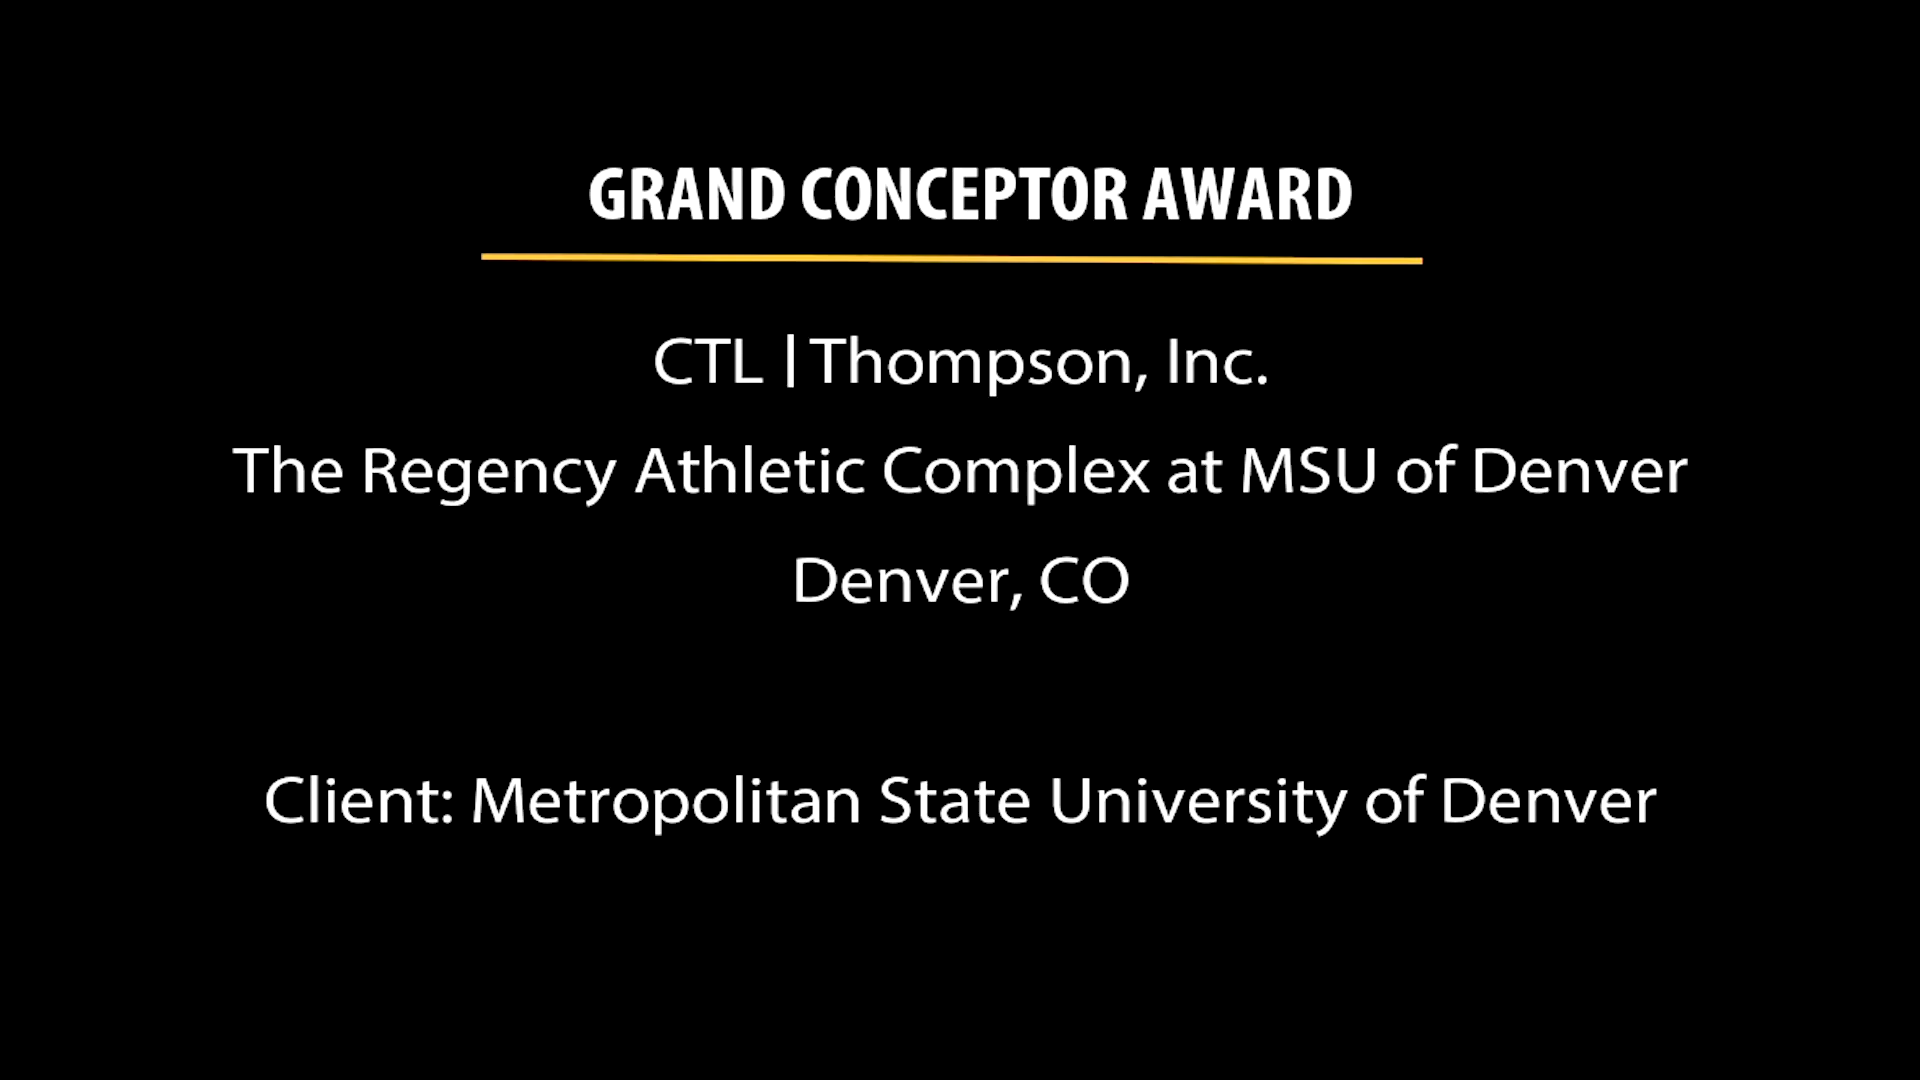 GRAND CONCEPTOR AWARD
CTL | Thompson, Inc.
The Regency Athletic Complex at MSU of Denver
Denver, CO
Client: Metropolitan State University of Denver